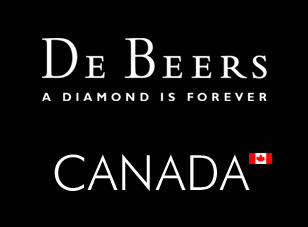 DE BEERS
A DIAMOND IS FOREVER
CANADA